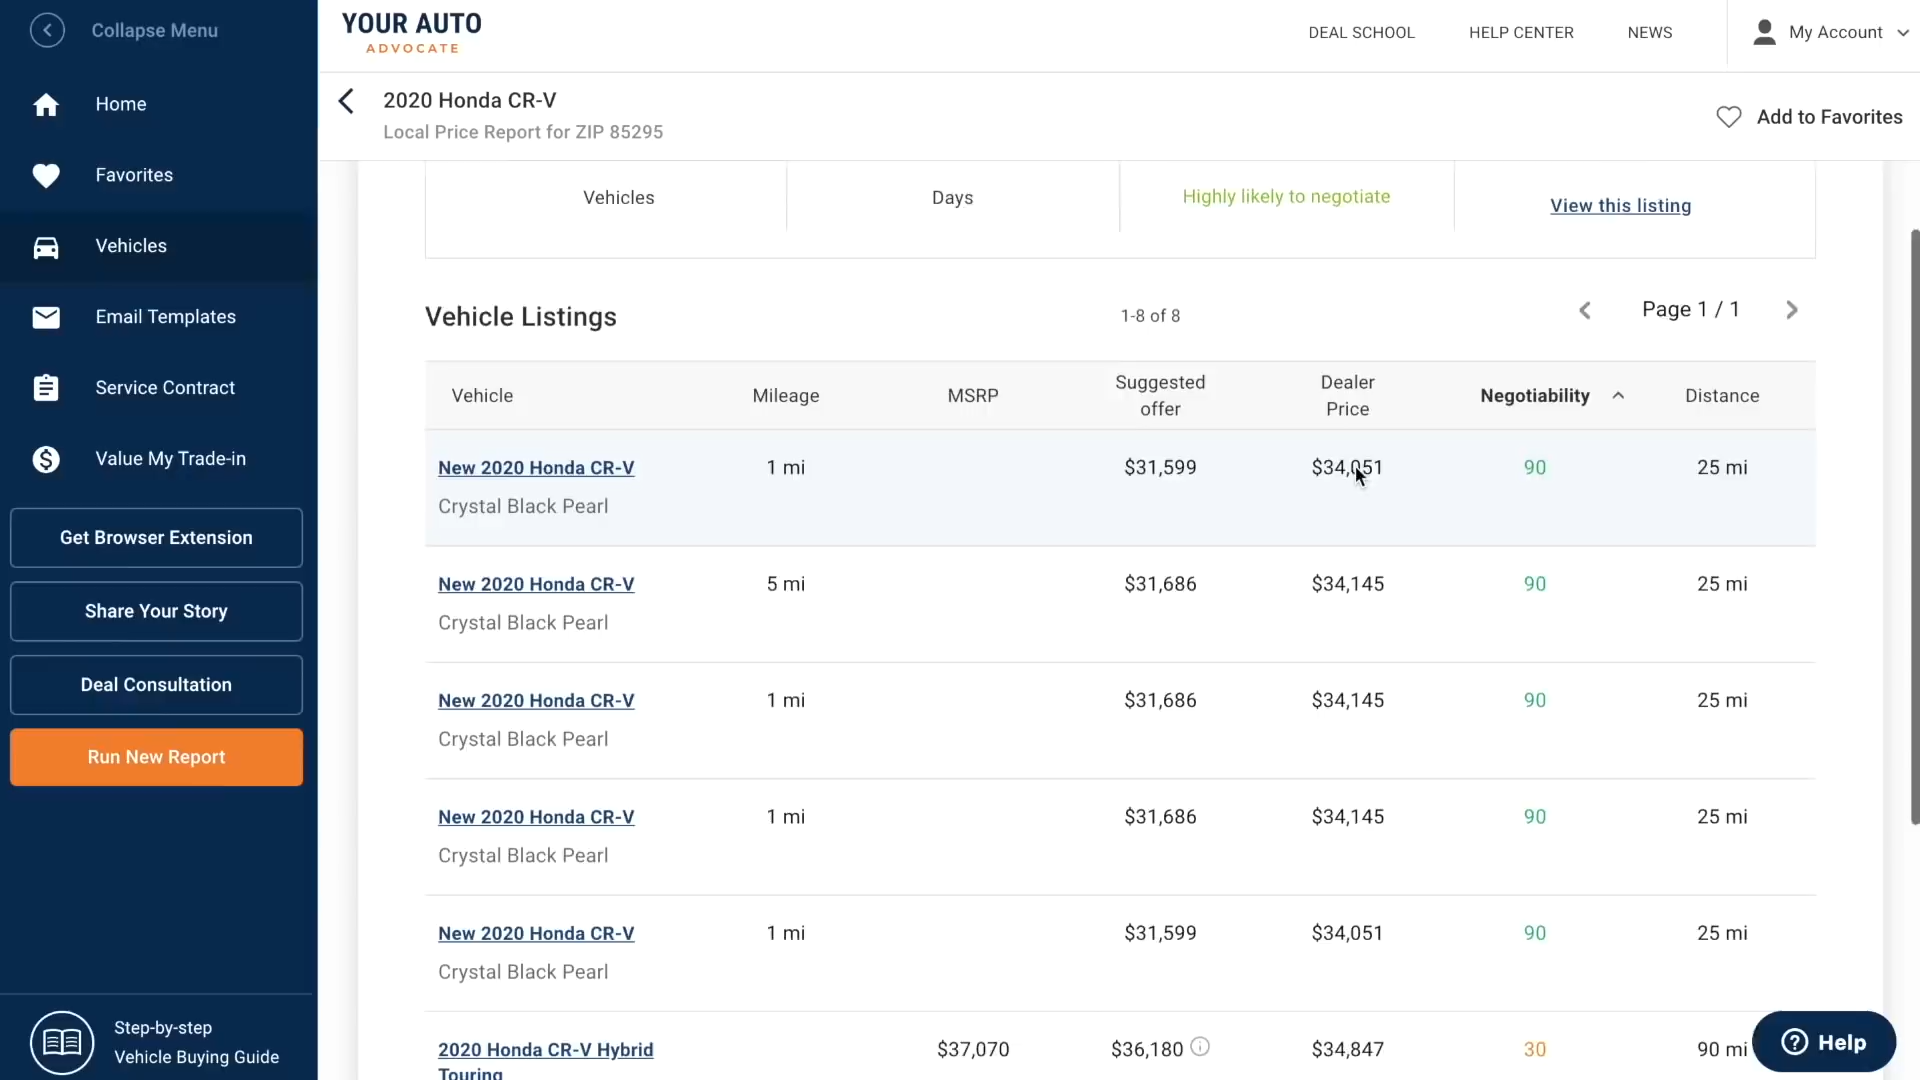 Collapse Menu
Home
Favorites
Vehicles
Email Templates
Service Contract
Value My Trade-in
Get Browser Extension
Share Your Story
Deal Consultation
Run New Report
Step-by-step
Vehicle Buying Guide
YOUR AUTO
ADVOCATE
DEAL SCHOOL HELP CENTER NEWS My Account
2020 Honda CR-V
Local Price Report for ZIP 85295
Add to Favorites
Vehicles Days Highly likely to negotiate View this listing
Vehicle Listings 1-8 of 8 Page 1 / 1
Vehicle Mileage MSRP Suggested offer Dealer Price Negotiability Distance
New 2020 Honda CR-V 1 mi $31,599 $34,051 90 25 mi
Crystal Black Pearl
New 2020 Honda CR-V 5 mi $31,686 $34,145 90 25 mi
Crystal Black Pearl
New 2020 Honda CR-V 1 mi $31,686 $34,145 90 25 mi
Crystal Black Pearl
New 2020 Honda CR-V 1 mi $31,686 $34,145 90 25 mi
Crystal Black Pearl
New 2020 Honda CR-V 1 mi $31,599 $34,051 90 25 mi
Crystal Black Pearl
2020 Honda CR-V Hybrid $37,070 $36,180 $34,847 30 90 mi
Touring
Help